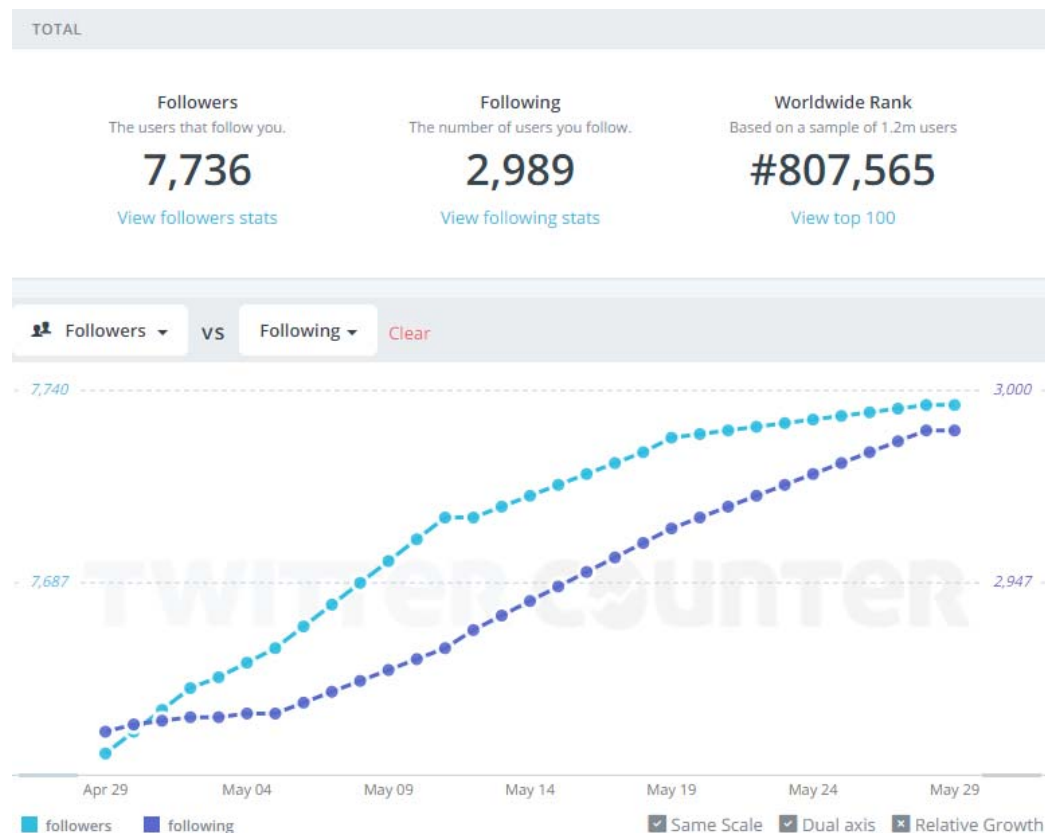 TOTAL
Followers Following Worldwide Rank
The users that follow you. The number of users you follow. Based on a sample of 1.2m users
7,736 2,989 #807,565
View followers stats View following stats View top 100
Followers vs Following Clear
7,740 3,000
TWITTER COUNTER
7,687 2,947
Apr 29 May 04 May 09 May 14 May 19 May 24 May 29
followers following Same Scale Dual axis Relative Growth